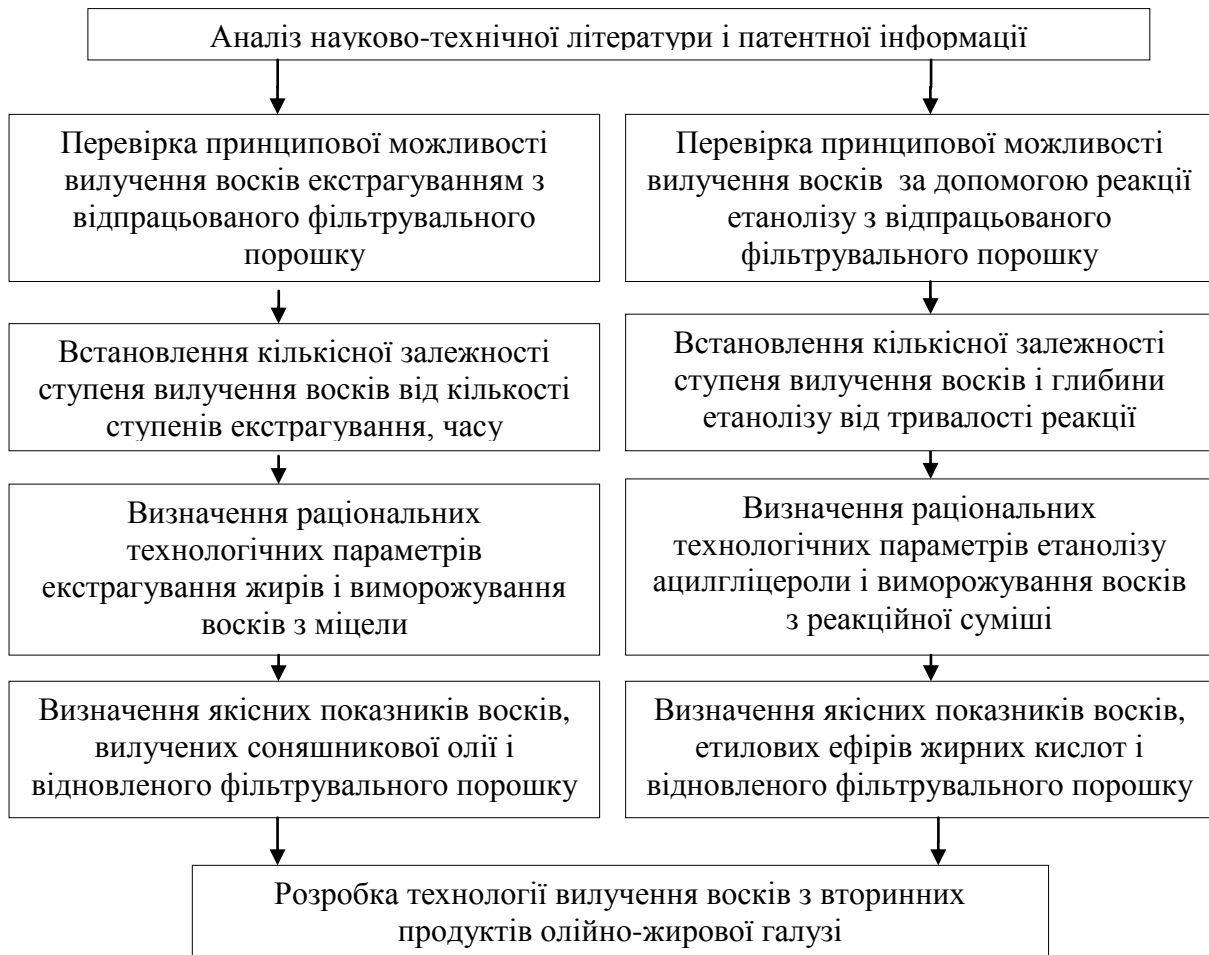 Аналіз науково-технічної літератури і патентної інформації
Перевірка принципової можливості
вилучення восків екстрагуванням з
відпрацьованого фільтрувального
порошку
Перевірка принципової можливості
вилучення восків за допомогою реакції
етанолізу з відпрацьованого
фільтрувального порошку
Встановлення кількісної залежності
ступеня вилучення восків від кількості
ступенів екстрагування, часу
Встановлення кількісної залежності
ступеня вилучення восків і глибини
етанолізу від тривалості реакції
Визначення раціональних
технологічних параметрів
екстрагування жирів і виморожування
восків з міцели
Визначення раціональних
технологічних параметрів етанолізу
ацилгліцероли і виморожування восків
з реакційної суміші
Визначення якісних показників восків,
вилучених соняшникової олії і
відновленого фільтрувального порошку
Визначення якісних показників восків,
етилових ефірів жирних кислот і
відновленого фільтрувального порошку
Розробка технології вилучення восків з вторинних
продуктів олійно-жирової галузі